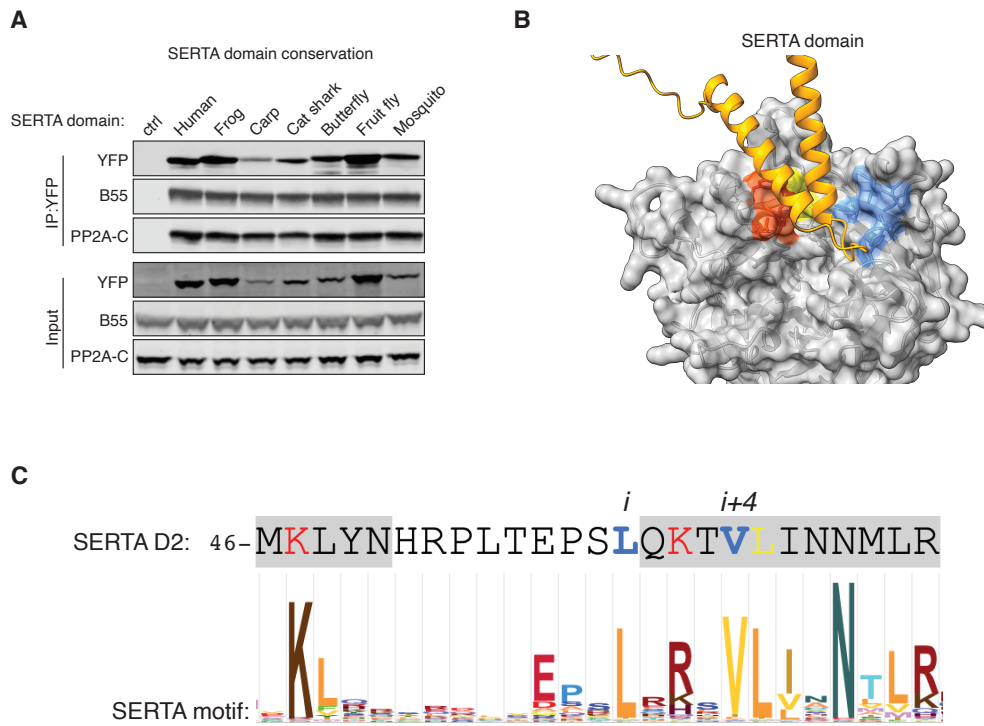 A
SERTA domain conservation
SERTA domain: ctrl Human Frog Carp Cat shark Butterfly Fruit fly Mosquito
IP:YFP
YFP
B55
PP2A-C
Input
YFP
B55
PP2A-C
B
SERTA domain
C
i i+4
SERTA D2: 46-MKLYNHRPLTEPSLQKTVLINNMLR
SERTA motif:
K L E P L R V L I N T L R